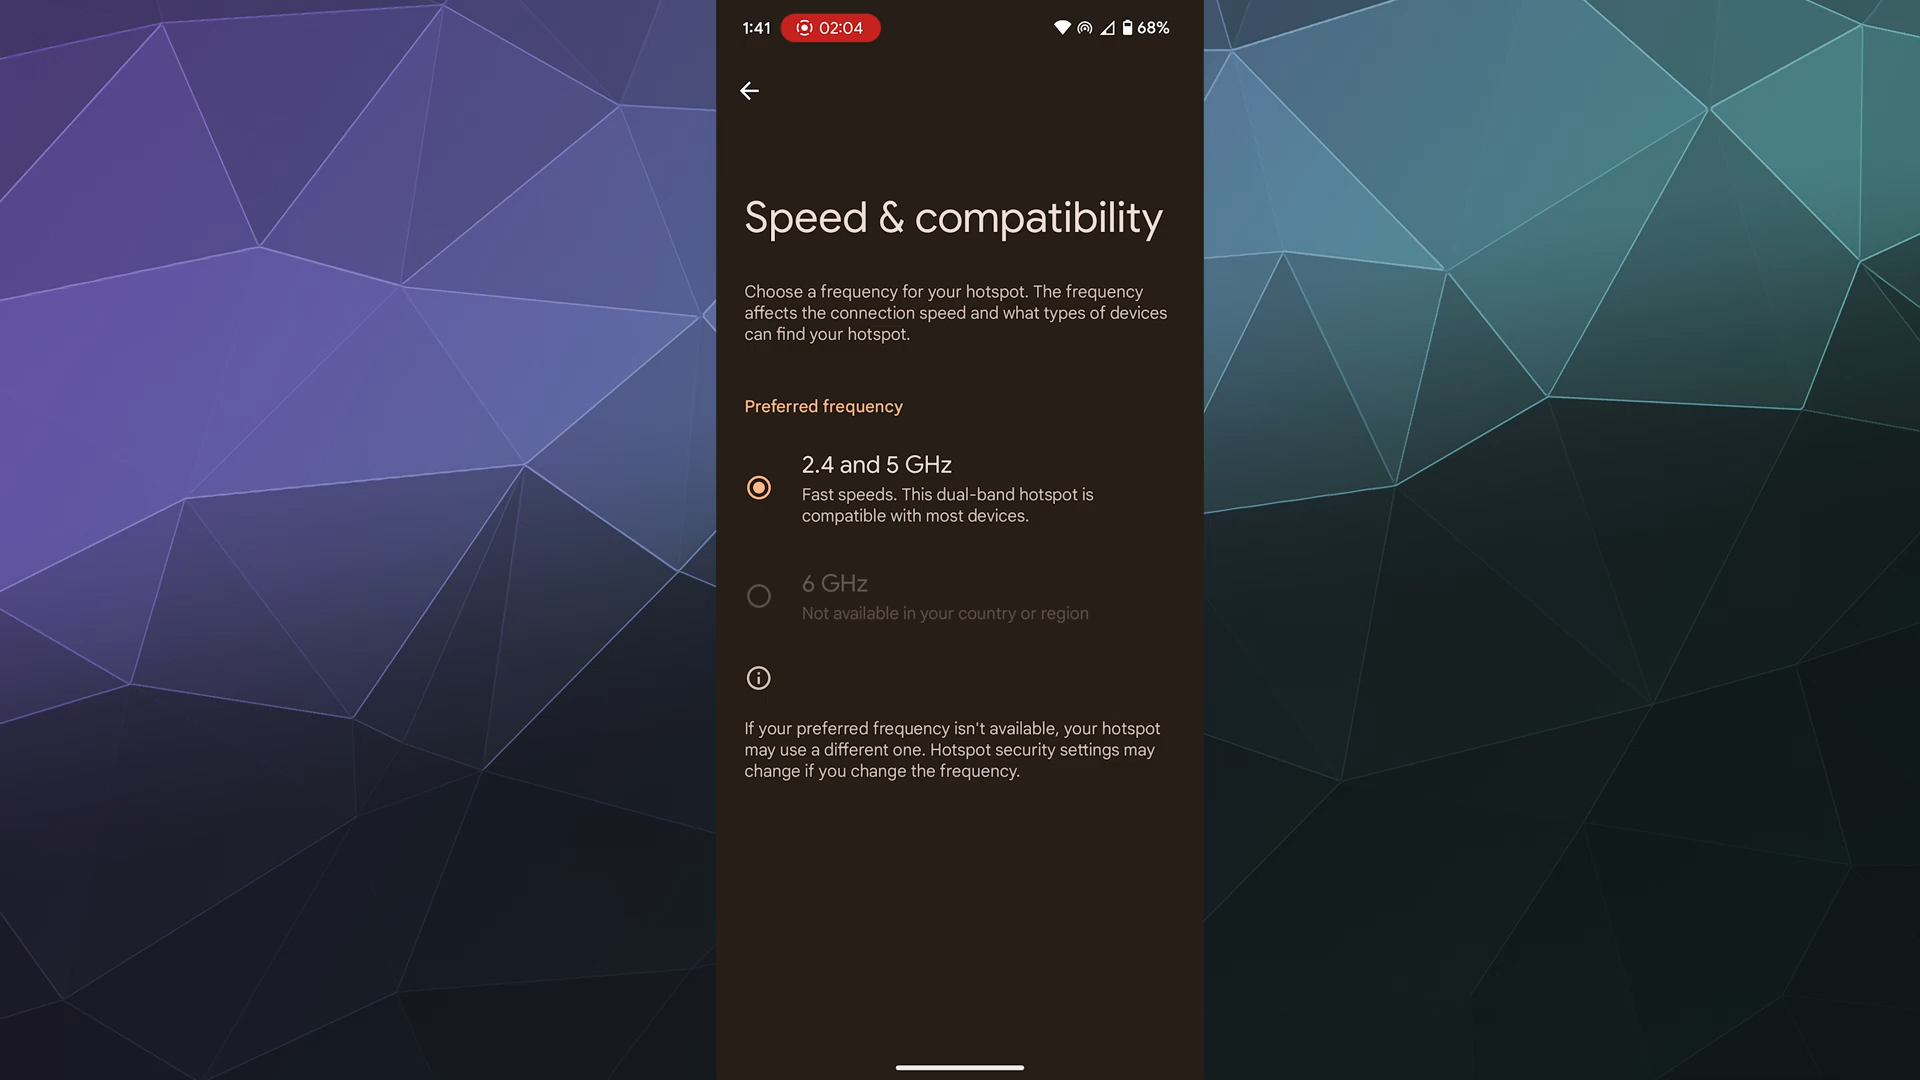 1:41 02:04 68%
Speed & compatibility
Choose a frequency for your hotspot. The frequency
affects the connection speed and what types of devices
can find your hotspot.
Preferred frequency
2.4 and 5 GHz
Fast speeds. This dual-band hotspot is
compatible with most devices.
6 GHz
Not available in your country or region
If your preferred frequency isn't available, your hotspot
may use a different one. Hotspot security settings may
change if you change the frequency.